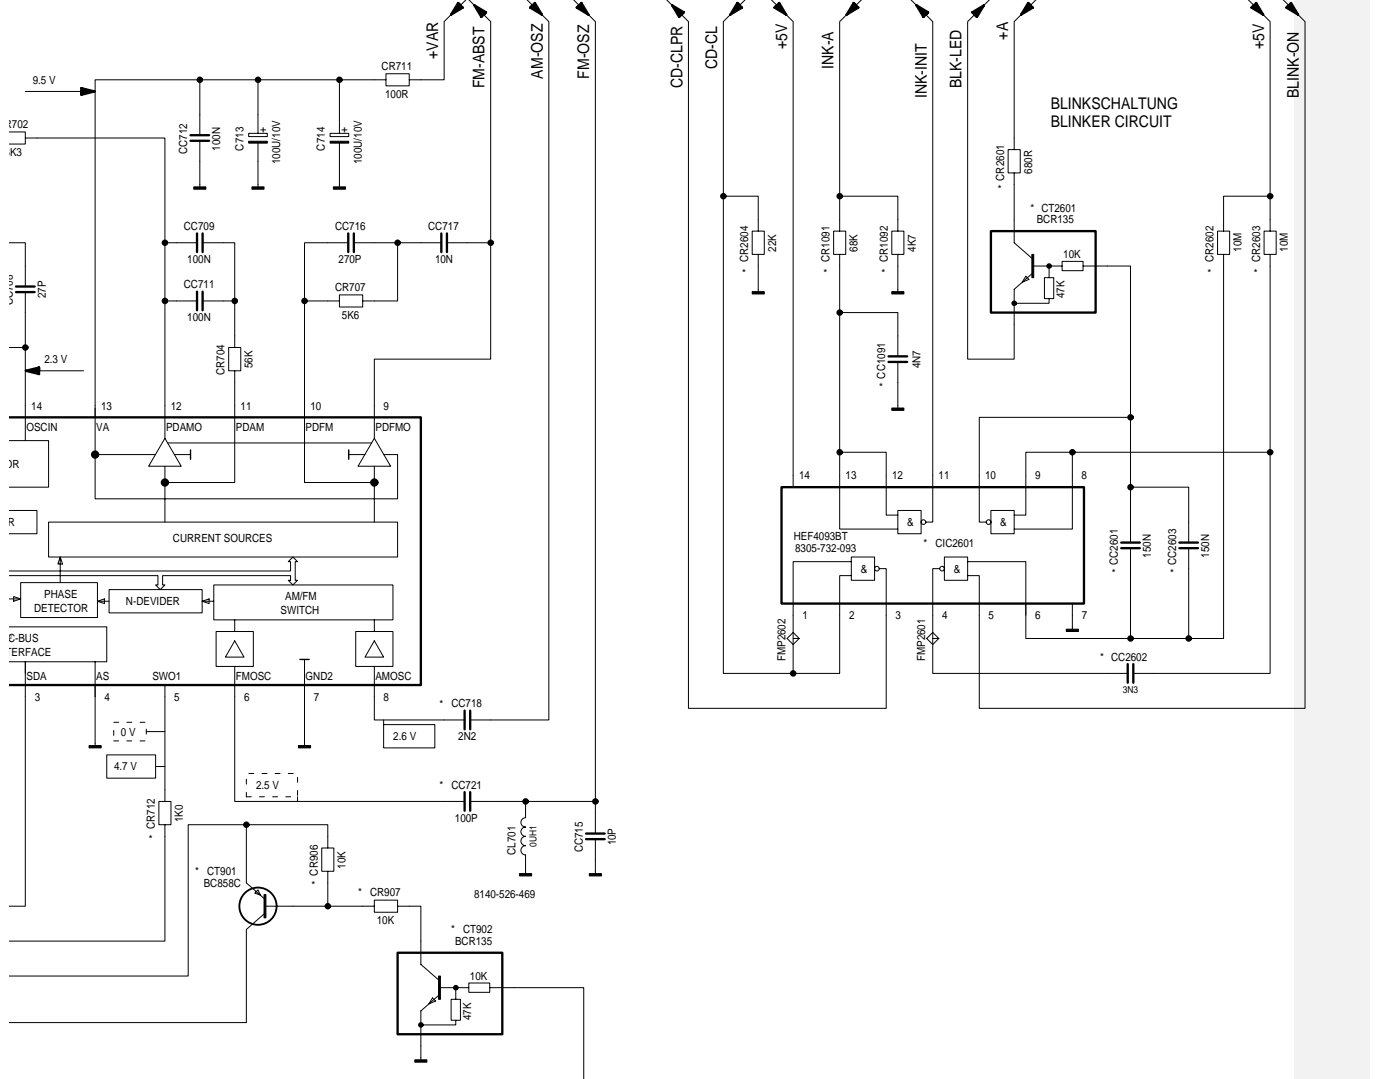 +VAR
FM-ABST
AM-OSZ
FM-OSZ
CD-CLPR
CD-CL
+5V
INK-A
INK-INIT
BLK-LED
+A
+5V
BLINK-ON
BLINKSCHALTUNG
BLINKER CIRCUIT
9.5 V
CR711
100R
CC712
100N
C713
+
100U/10V
C714
+
100U/10V
R702
K3
* CR2601
680R
* CT2601
BCR135
10K
47K
CC709
100N
CC711
100N
CC716
270P
CC717
10N
CR707
5K6
CR704
56K
27P
2.3 V
* CR2604
22K
* CR1091
68K
* CR1092
4K7
* CC1091
4N7
* CR2602
10M
* CR2603
10M
14
13
12
11
10
9
OSCIN
VA
PDAMO
PDAM
PDFM
PDFMO
OR
R
CURRENT SOURCES
PHASE
DETECTOR
N-DEVIDER
AM/FM
SWITCH
C-BUS
TERFACE
SDA
AS
SWO1
FMOSC
GND2
AMOSC
3
4
5
6
7
8
14
13
12
11
10
9
8
HEF4093BT
8305-732-093
* CIC2601
&
&
&
&
1
2
3
4
5
6
7
FMP2602
FMP2601
* CC2601
150N
* CC2603
150N
* CC2602
3N3
0 V
4.7 V
* CR712
1K0
2.6 V
* CC718
2N2
2.5 V
* CC721
100P
CL701
0UH1
CC715
10P
8140-526-469
* CT901
BC858C
* CR906
10K
* CR907
10K
* CT902
BCR135
10K
47K